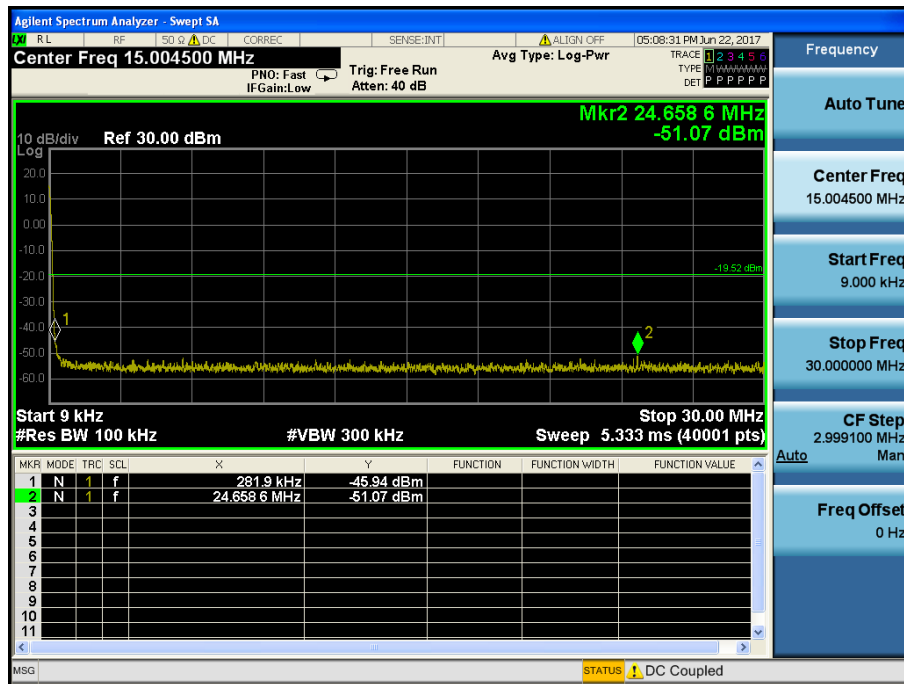 Agilent Spectrum Analyzer - Swept SA
LXI RL RF 50 Ω DC CORREC SENSE:INT ALIGN OFF 05:08:31 PM Jun 22, 2017
Center Freq 15.004500 MHz
PNO: Fast
IFGain:Low
Trig: Free Run
Atten: 40 dB
Avg Type: Log-Pwr
TRACE 1 2 3 4 5 6
TYPE MWWWWW
DET P P P P P P
Mkr2 24.658 6 MHz
-51.07 dBm
10 dB/div Ref 30.00 dBm
Log
20.0
10.0
0.00
-10.0
-19.52 dBm
-20.0
-30.0
-40.0
1
2
-50.0
-60.0
Start 9 kHz Stop 30.00 MHz
#Res BW 100 kHz #VBW 300 kHz Sweep 5.333 ms (40001 pts)
MKR MODE TRC SCL X Y FUNCTION FUNCTION WIDTH FUNCTION VALUE
1 N 1 f 281.9 kHz -45.94 dBm
2 N 1 f 24.658 6 MHz -51.07 dBm
3
4
5
6
7
8
9
10
11
MSG STATUS DC Coupled
Frequency
Auto Tune
Center Freq
15.004500 MHz
Start Freq
9.000 kHz
Stop Freq
30.000000 MHz
CF Step
2.999100 MHz
Auto Man
Freq Offset
0 Hz